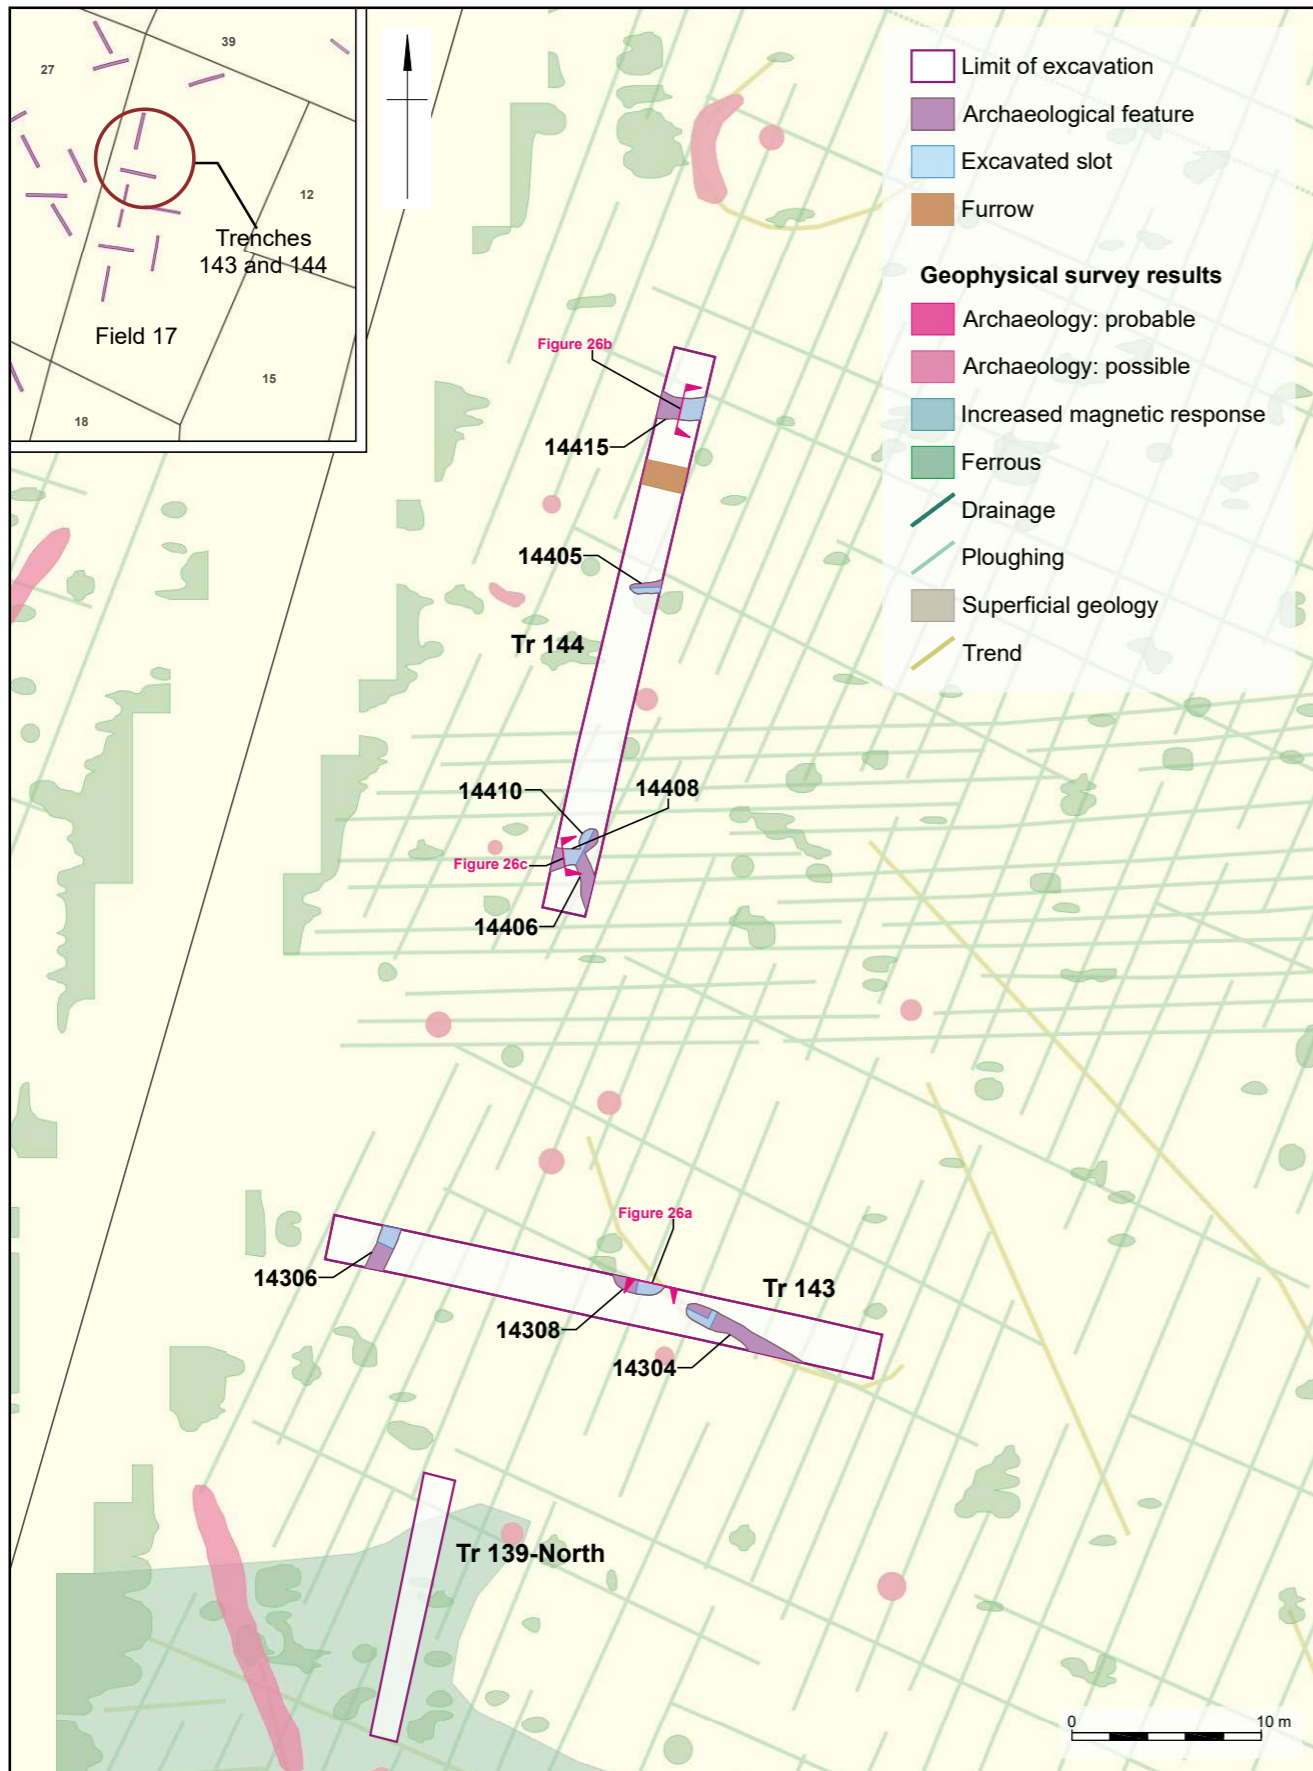 39
27
12
Trenches
143 and 144
Field 17
15
18
Limit of excavation
Archaeological feature
Excavated slot
Furrow
Geophysical survey results
Archaeology: probable
Archaeology: possible
Increased magnetic response
Ferrous
Drainage
Ploughing
Superficial geology
Trend
Figure 26b
14415
14405
Tr 144
14410
14408
Figure 26c
14406
Figure 26a
14306
Tr 143
14308
14304
Tr 139-North
0 10 m